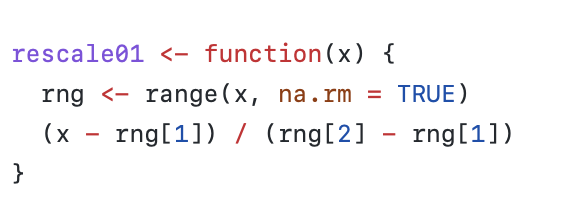 rescale01 <- function(x) {
  rng <- range(x, na.rm = TRUE)
  (x - rng[1]) / (rng[2] - rng[1])
}